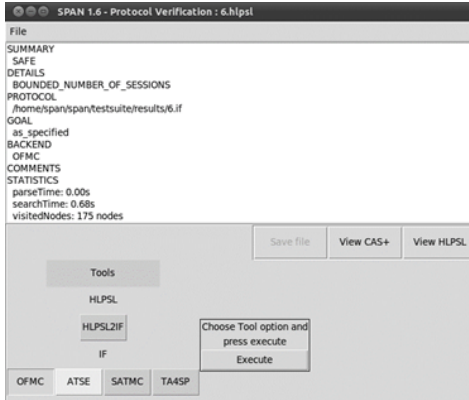 SPAN 1.6 - Protocol Verification : 6.hlpsl
File
SUMMARY
SAFE
DETAILS
BOUNDED_NUMBER_OF_SESSIONS
PROTOCOL
/home/span/span/testsuite/results/6.if
GOAL
as_specified
BACKEND
OFMC
COMMENTS
STATISTICS
parseTime: 0.00s
searchTime: 0.68s
visitedNodes: 175 nodes
Save file View CAS+ View HLPSL
Tools
HLPSL
HLPSL2IF
Choose Tool option and
press execute
IF
Execute
OFMC ATSE SATMC TA4SP